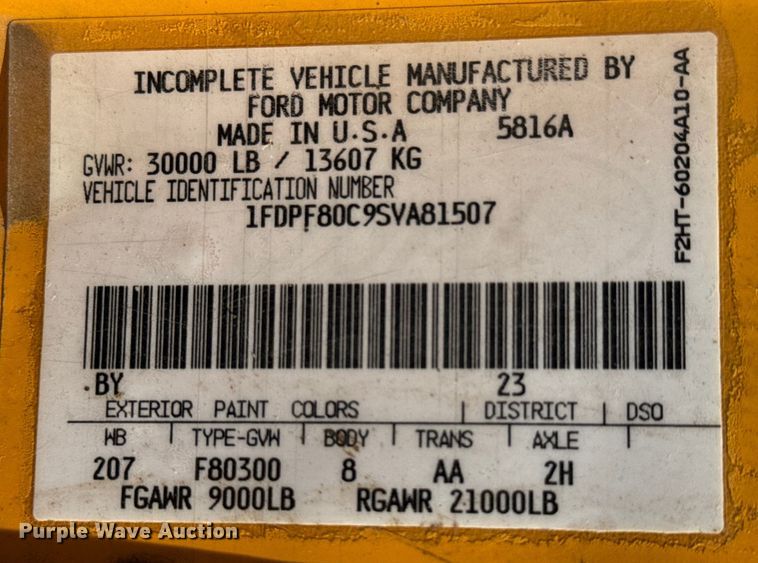 INCOMPLETE VEHICLE MANUFACTURED BY
FORD MOTOR COMPANY
MADE IN U.S.A 5816A
GVWR: 30000 LB / 13607 KG
VEHICLE IDENTIFICATION NUMBER
1FDPF80C9SVA81507
F2HT-60204A10-AA
.BY 23
EXTERIOR PAINT COLORS | DISTRICT | DSO
WB | TYPE-GVW | BODY | TRANS | AXLE |
207 F80300 8 AA 2H
FGAWR 9000LB RGAWR 21000LB
Purple Wave Auction